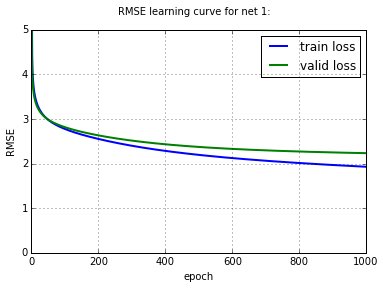 RMSE learning curve for net 1:
5
4
3
2
1
0
RMSE
train loss
valid loss
0 200 400 600 800 1000
epoch